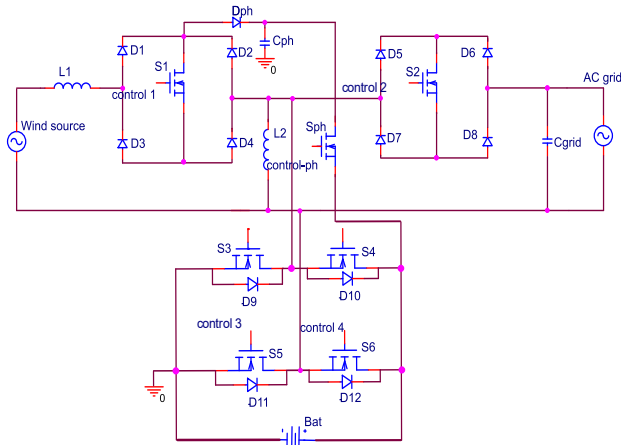 Dph
D1
S1
D2
Cph
0
D5
S2
D6
AC grid
L1
control 1
control 2
Wind source
L2
Sph
D3
D4
D7
D8
Cgrid
control-ph
S3
S4
D9
D10
control 3
control 4
S5
S6
0
D11
D12
Bat